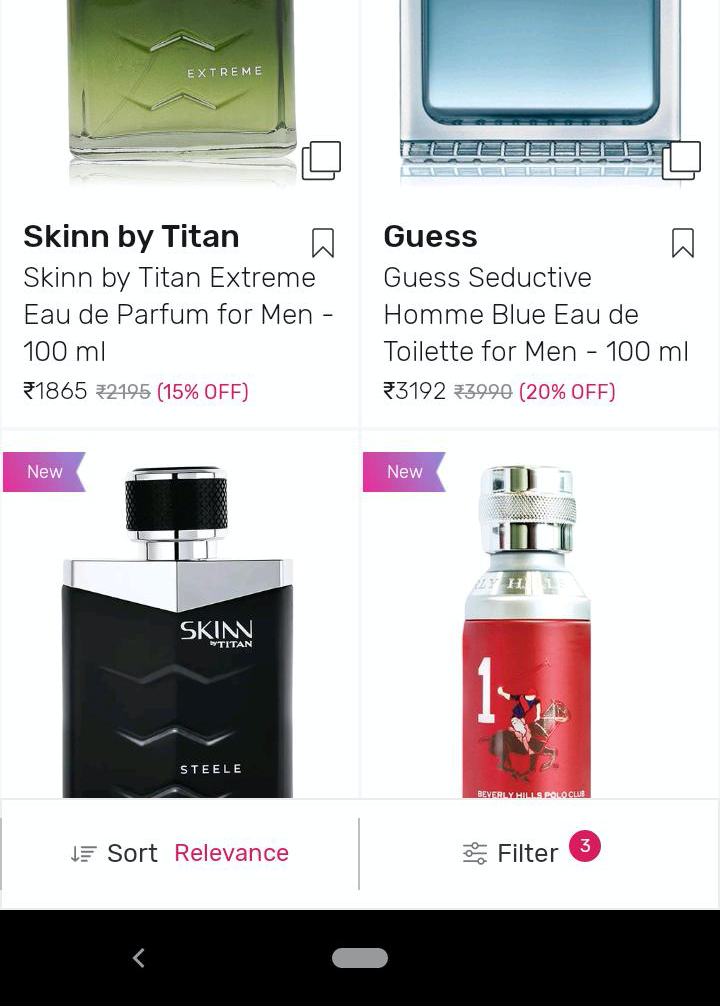 EXTREME
Skinn by Titan
Skinn by Titan Extreme
Eau de Parfum for Men -
100 ml
₹1865 ₹2195 (15% OFF)
Guess
Guess Seductive
Homme Blue Eau de
Toilette for Men - 100 ml
₹3192 ₹3990 (20% OFF)
New
SKINN
by TITAN
STEELE
New
1
BEVERLY HILLS POLO CLUB
Sort Relevance
Filter 3